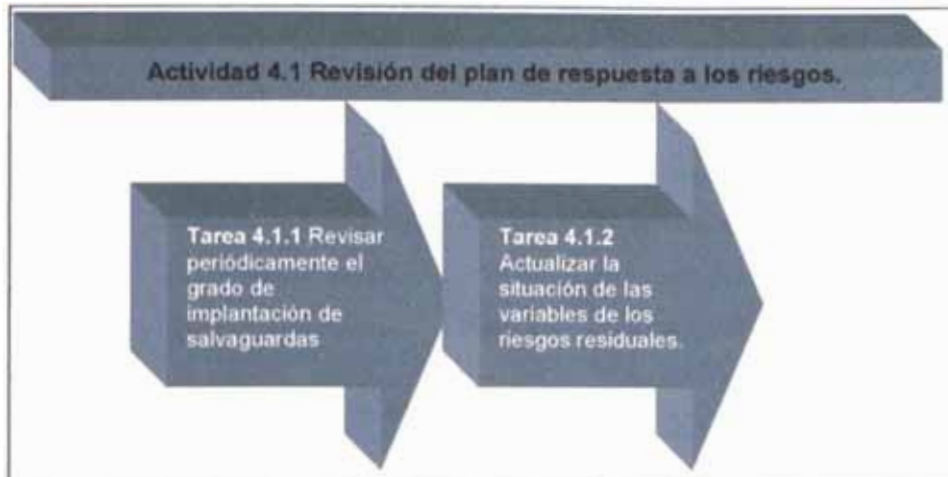 Actividad 4.1 Revisión del plan de respuesta a los riesgos.
Tarea 4.1.1 Revisar
periódicamente el
grado de
implantación de
salvaguardas
Tarea 4.1.2
Actualizar la
situación de las
variables de los
riesgos residuales.